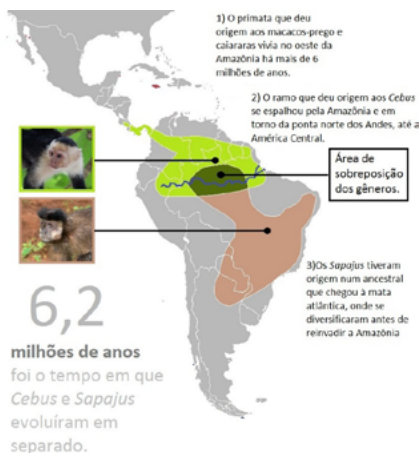 1) O primata que deu
origem aos macacos-prego e
caiararas vivia no oeste da
Amazônia há mais de 6
milhões de anos.
2) O ramo que deu origem aos Cebus
se espalhou pela Amazônia e em
torno da ponta norte dos Andes, até a
América Central.
Área de
sobreposição
dos gêneros.
3)Os Sapajus tiveram
origem num ancestral
que chegou à mata
atlântica, onde se
diversificaram antes de
reinvadir a Amazônia
6,2
milhões de anos
foi o tempo em que
Cebus e Sapajus
evoluíram em
separado.